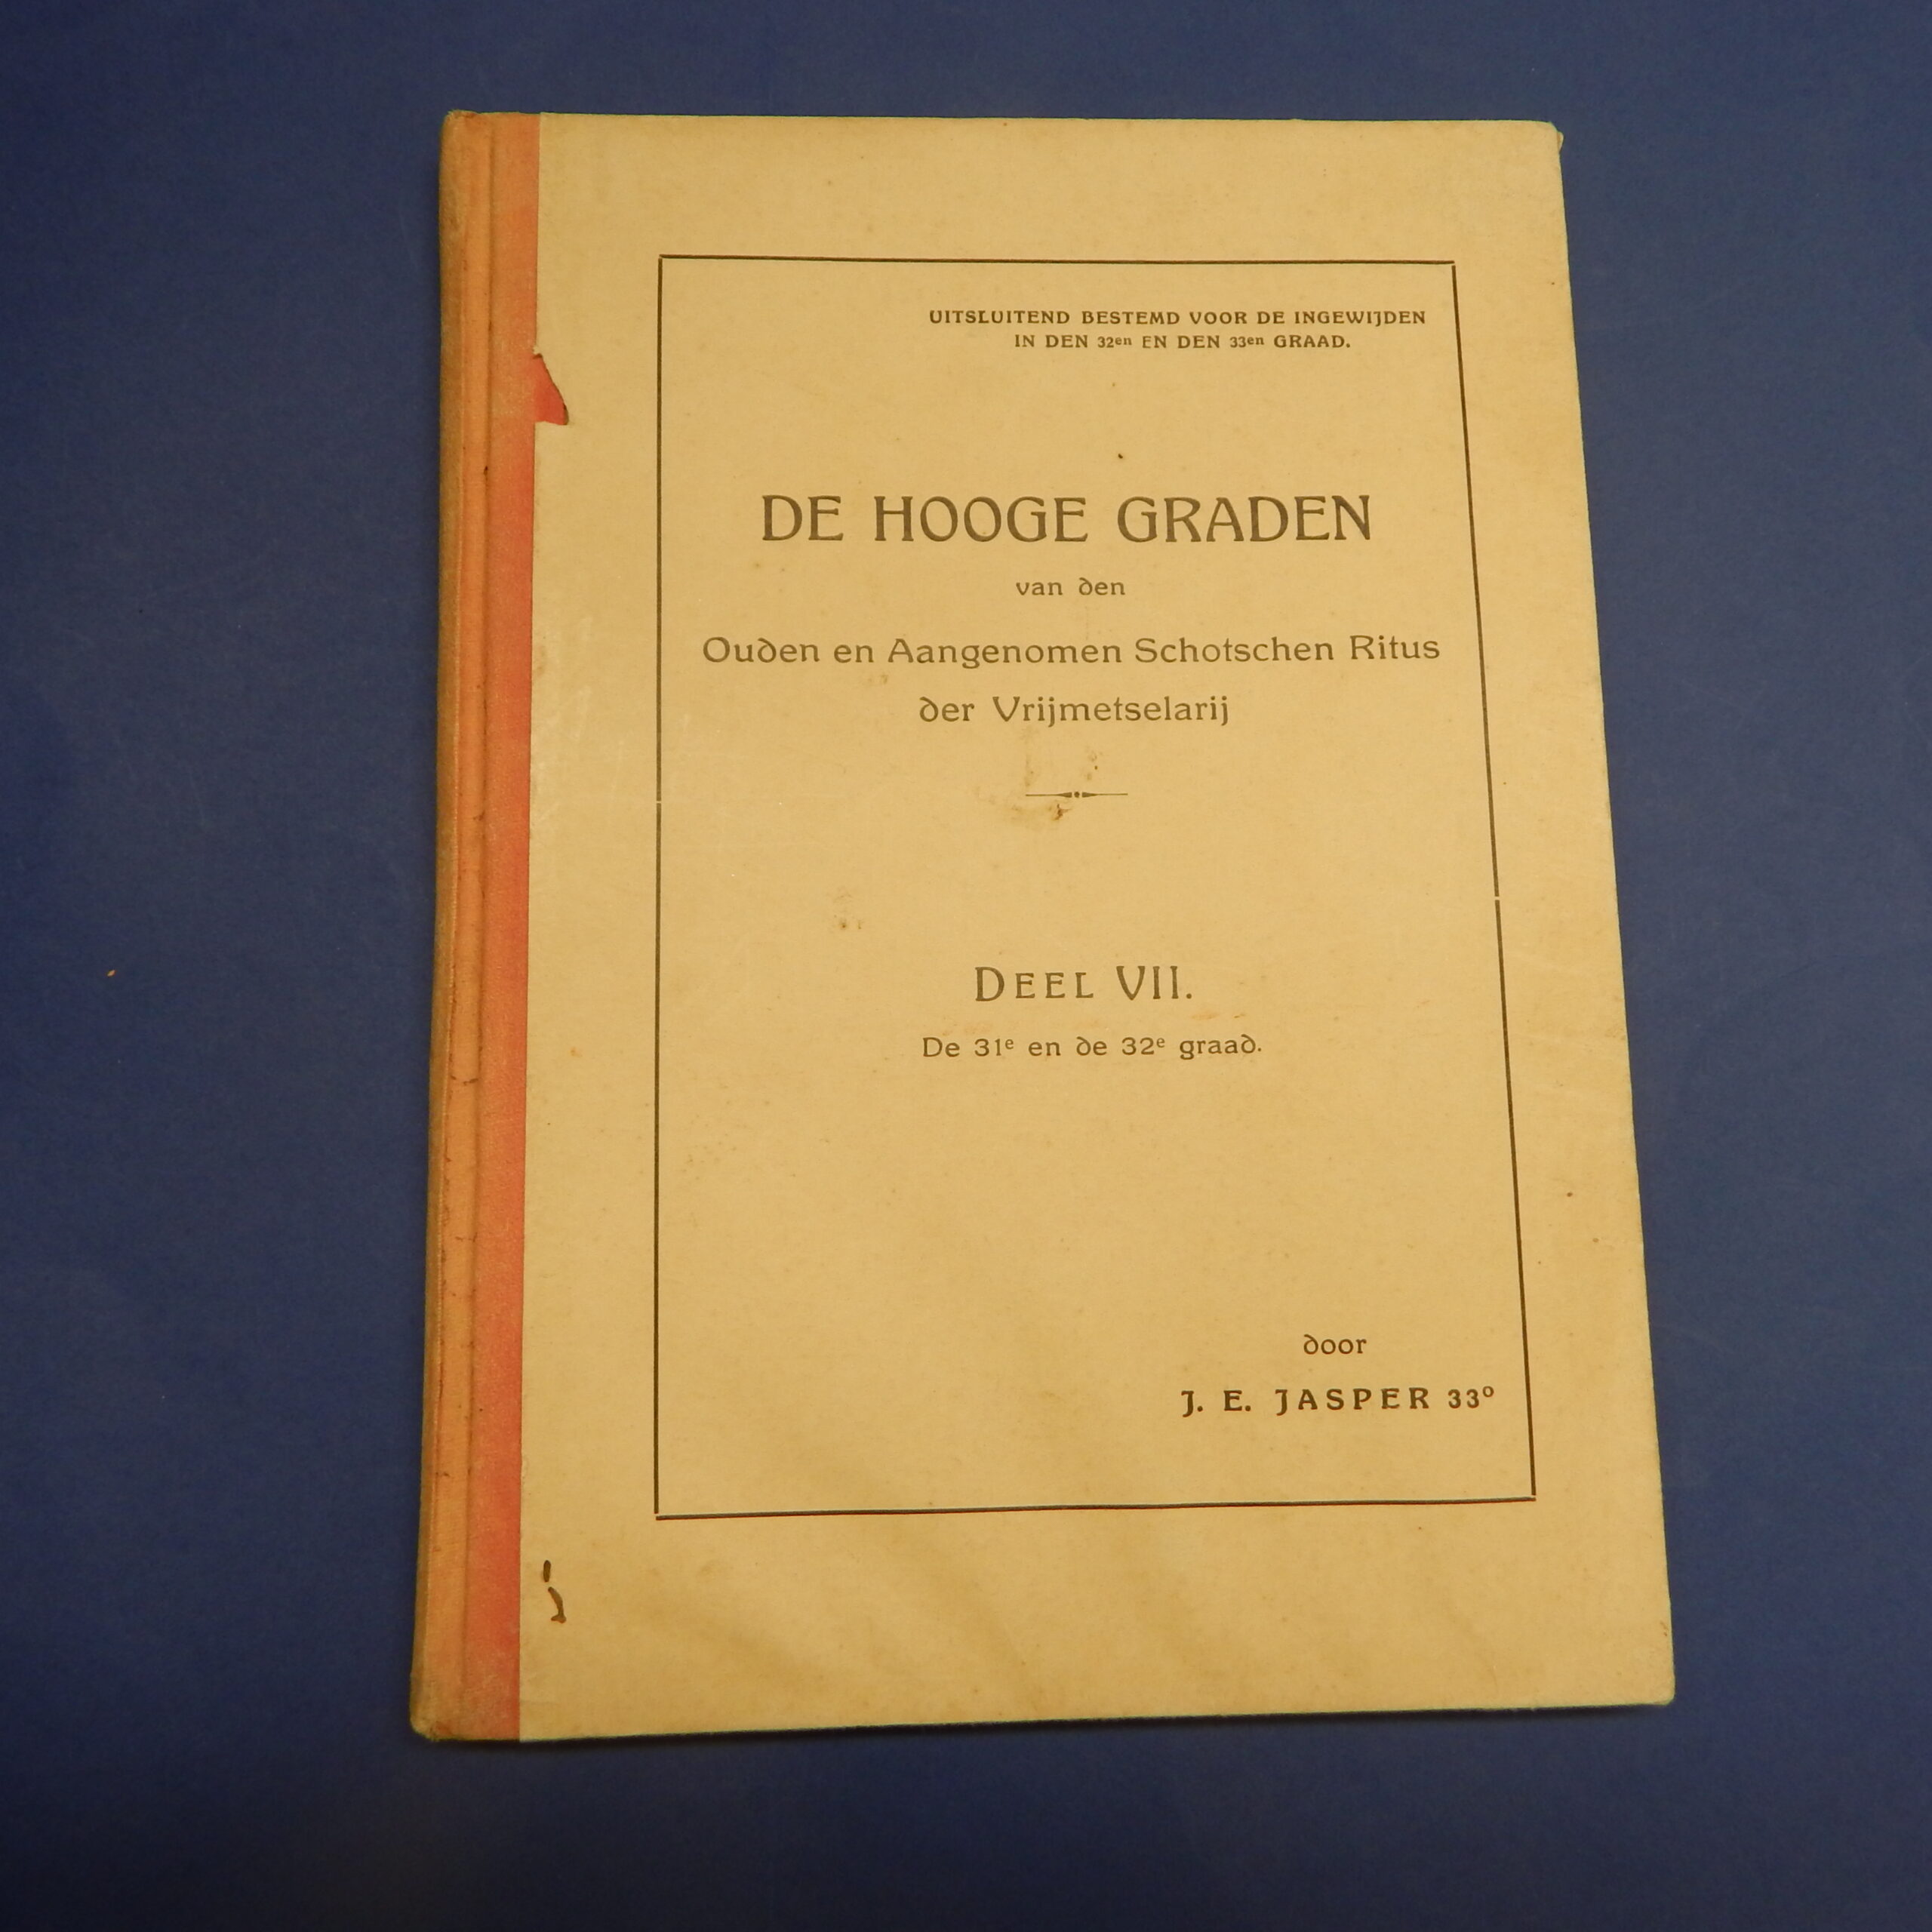 UITSLUITEND BESTEMD VOOR DE INGEWIJDEN
IN DEN 32en EN DEN 33en GRAAD.
DE HOOGE GRADEN
van den
Ouden en Aangenomen Schotschen Ritus
der Vrijmetselarij
DEEL VII.
De 31e en de 32e graad.
door
J. E. JASPER 33º